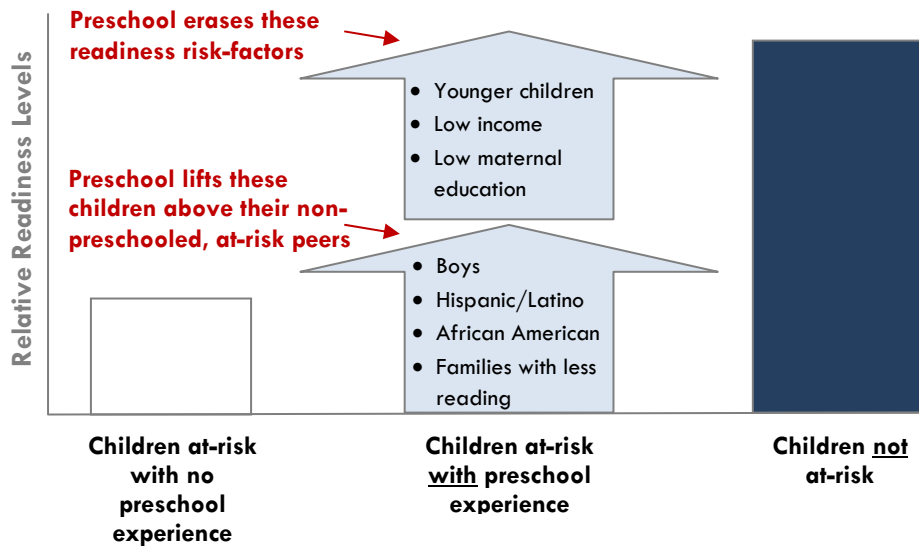 Relative Readiness Levels
Preschool erases these
readiness risk-factors
• Younger children
• Low income
• Low maternal
education
Preschool lifts these
children above their non-
preschooled, at-risk peers
• Boys
• Hispanic/Latino
• African American
• Families with less
reading
Children at-risk
with no
preschool
experience
Children at-risk
with preschool
experience
Children not
at-risk